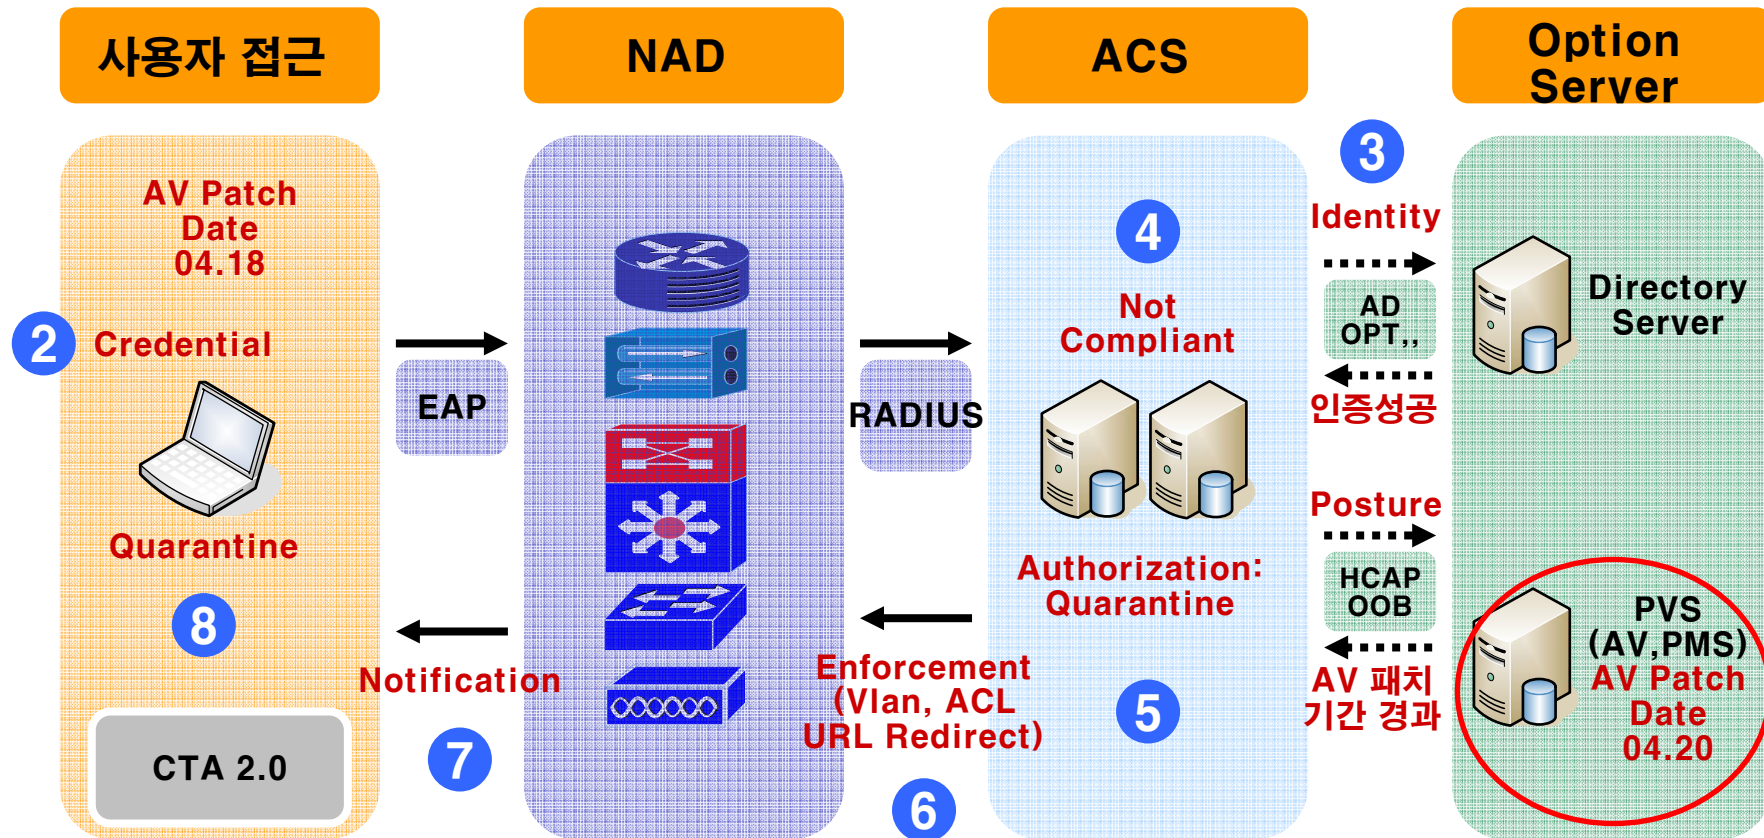 사용자 접근
NAD
ACS
Option
Server
AV Patch
Date
04.18
2
Credential
Quarantine
8
CTA 2.0
EAP
Notification
7
RADIUS
Enforcement
(Vlan, ACL
URL Redirect)
6
4
Not
Compliant
Authorization:
Quarantine
5
3
Identity
AD
OPT,,
인증성공
Posture
HCAP
OOB
AV 패치
기간 경과
Directory
Server
PVS
(AV,PMS)
AV Patch
Date
04.20